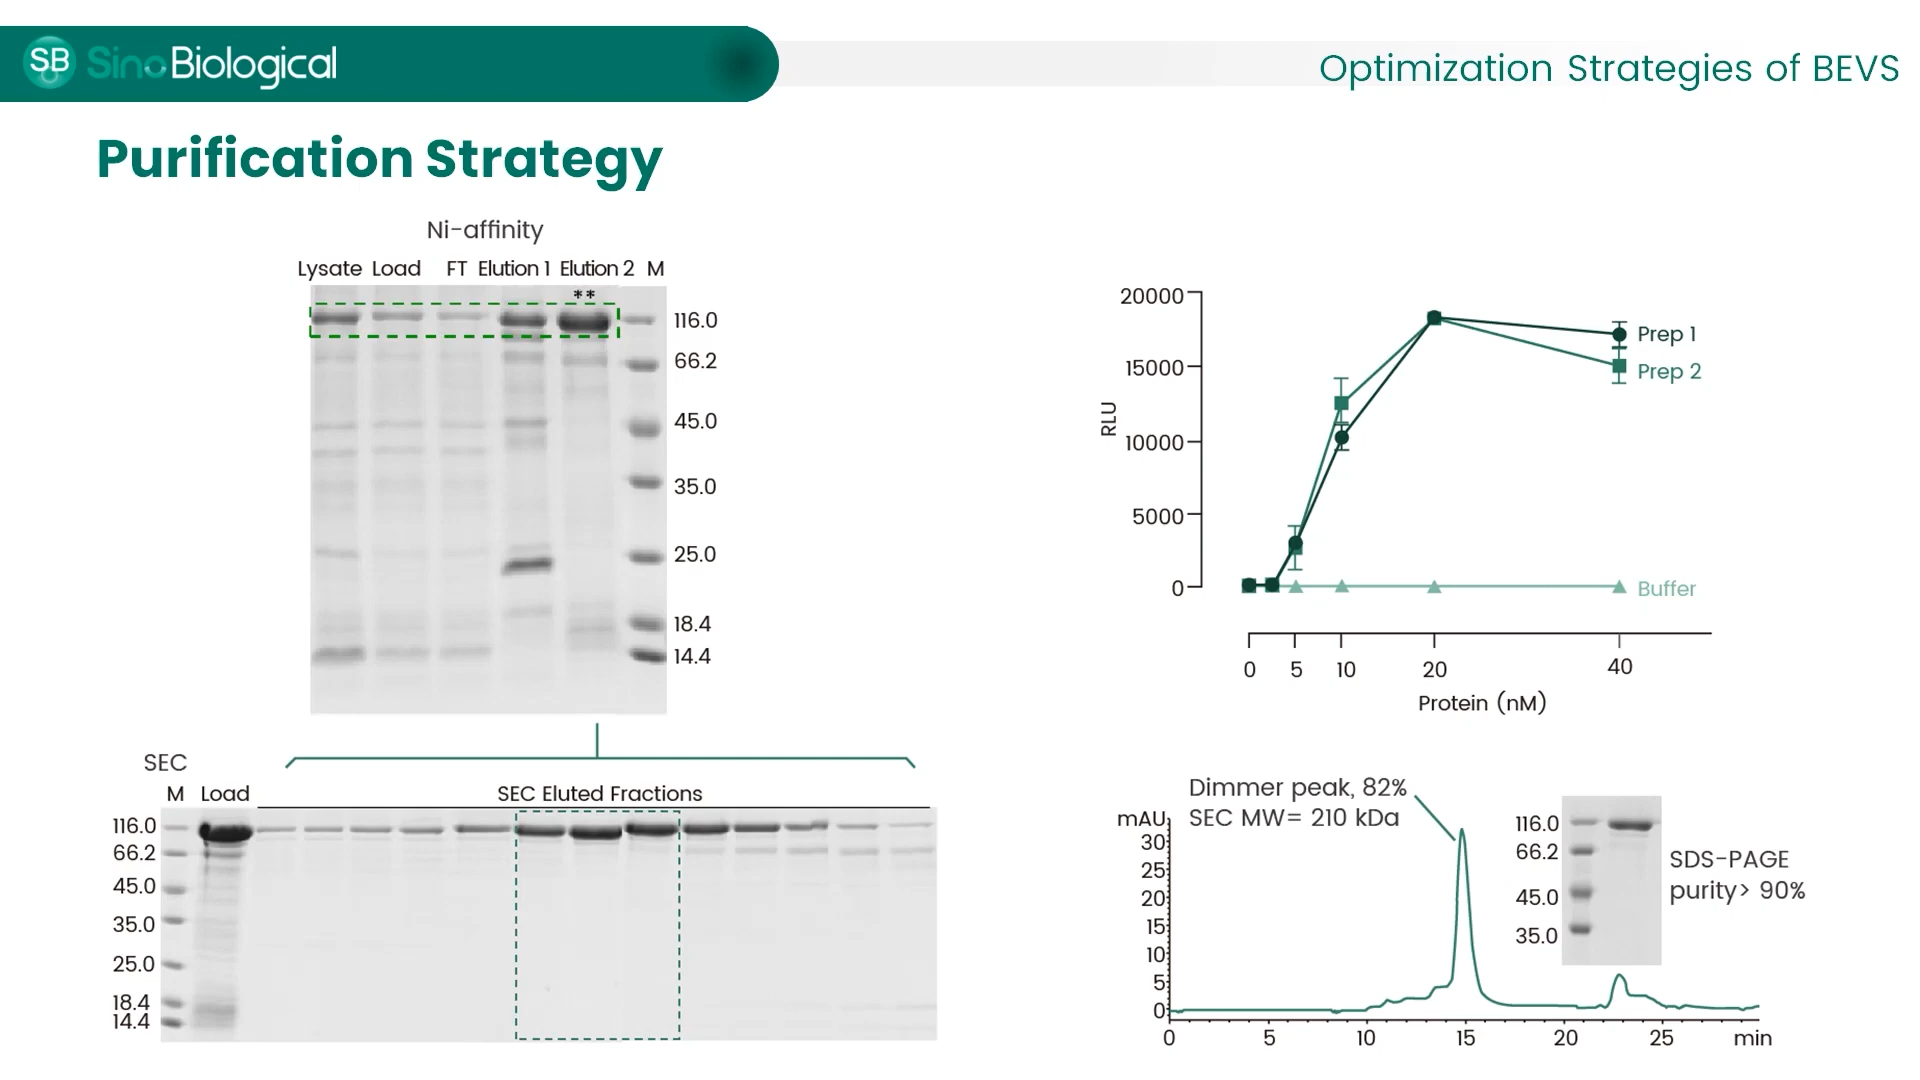 SB SinoBiological
Optimization Strategies of BEVS
Purification Strategy
Ni-affinity
Lysate Load FT Elution 1 Elution 2 M
**
116.0
66.2
45.0
35.0
25.0
18.4
14.4
SEC
M Load SEC Eluted Fractions
116.0
66.2
45.0
35.0
25.0
18.4
14.4
20000
15000
10000
5000
0
RLU
Prep 1
Prep 2
Buffer
0 5 10 20 40
Protein (nM)
Dimmer peak, 82%
SEC MW= 210 kDa
mAU
30
25
20
15
10
5
0
0 5 10 15 20 25 min
116.0
66.2
45.0
35.0
SDS-PAGE
purity> 90%